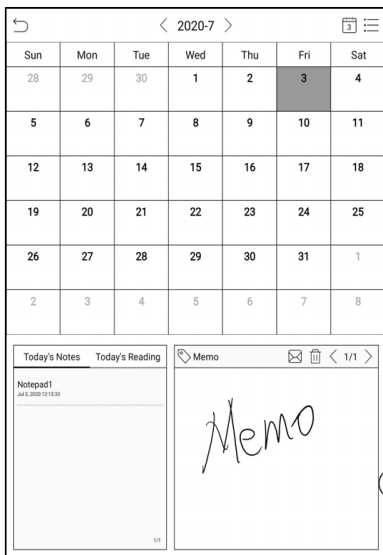 2020-7 3
Sun Mon Tue Wed Thu Fri Sat
28 29 30 1 2 3 4
5 6 7 8 9 10 11
12 13 14 15 16 17 18
19 20 21 22 23 24 25
26 27 28 29 30 31 1
2 3 4 5 6 7 8
Today's Notes Today's Reading
Notepad1
Jul 3, 2020 12:13:33
1/1
Memo 1/1
Memo